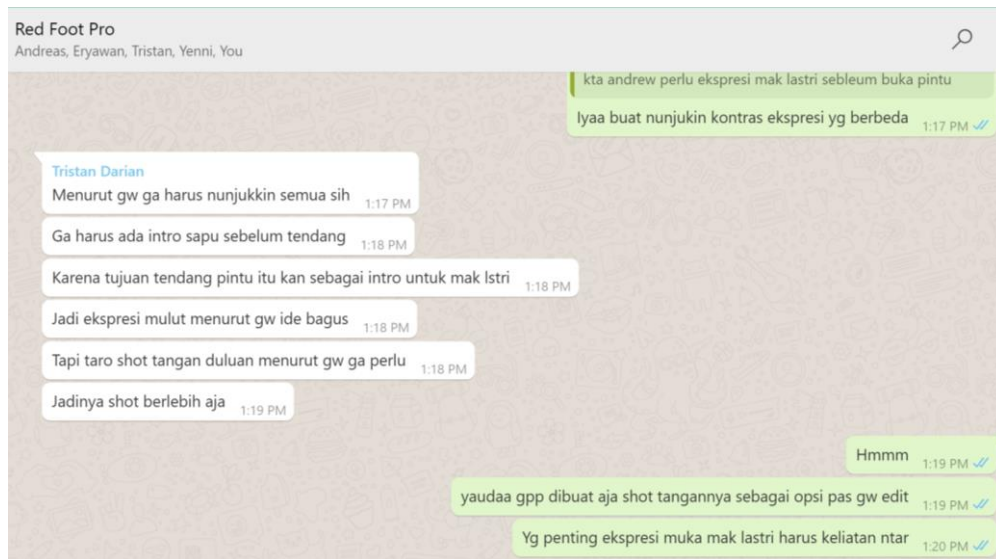 Red Foot Pro
Andreas, Eryawan, Tristan, Yenni, You
kta andrew perlu ekspresi mak lastri sebleum buka pintu
Iyaa buat nunjukin kontras ekspresi yg berbeda 1:17 PM
Tristan Darian
Menurut gw ga harus nunjukkin semua sih 1:17 PM
Ga harus ada intro sapu sebelum tendang 1:18 PM
Karena tujuan tendang pintu itu kan sebagai intro untuk mak lstri 1:18 PM
Jadi ekspresi mulut menurut gw ide bagus 1:18 PM
Tapi taro shot tangan duluan menurut gw ga perlu 1:18 PM
Jadinya shot berlebih aja 1:19 PM
Hmmm 1:19 PM
yaudaa gpp dibuat aja shot tangannya sebagai opsi pas gw edit 1:19 PM
Yg penting ekspresi muka mak lastri harus keliatan ntar 1:20 PM